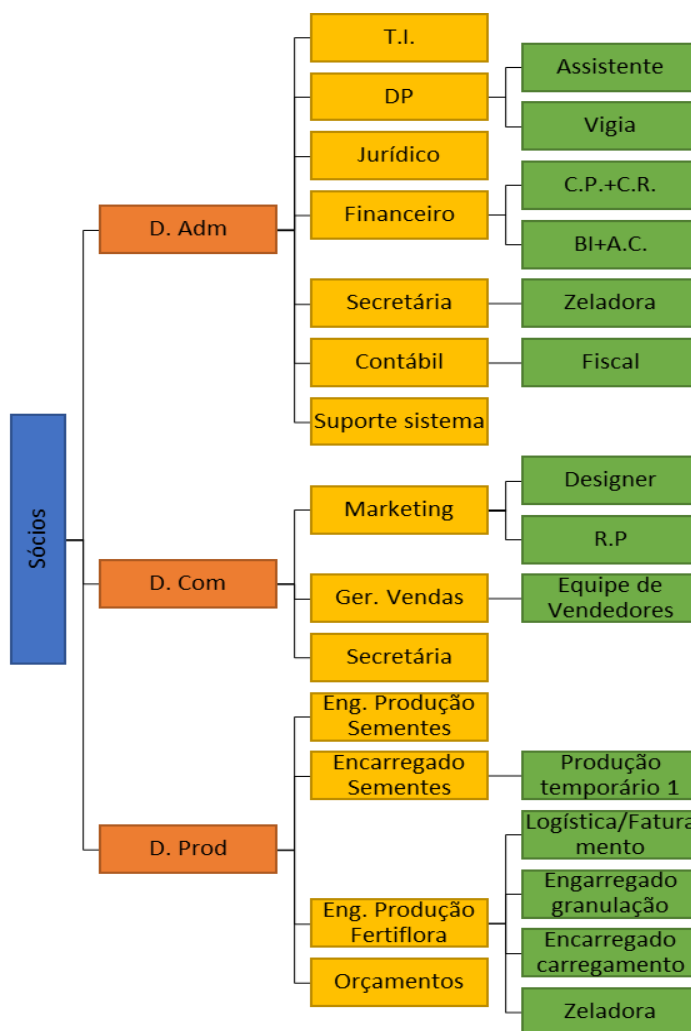 T.I.
DP
Assistente
Vigia
Jurídico
Financeiro
C.P.+C.R.
BI+A.C.
D. Adm
Secretária
Zeladora
Contábil
Fiscal
Suporte sistema
Sócios
Marketing
Designer
R.P
D. Com
Ger. Vendas
Equipe de
Vendedores
Secretária
Eng. Produção
Sementes
Encarregado
Sementes
Produção
temporário 1
D. Prod
Eng. Produção
Fertiflora
Logística/Fatura
mento
Engarregado
granulação
Encarregado
carregamento
Zeladora
Orçamentos